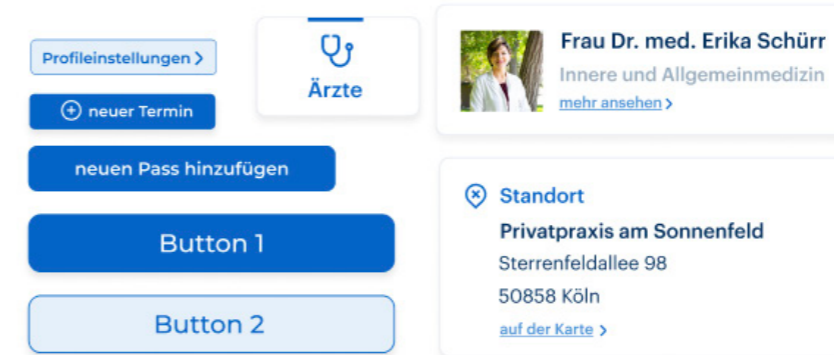 Profileinstellungen >
neuer Termin
neuen Pass hinzufügen
Button 1
Button 2
Ärzte
Frau Dr. med. Erika Schürr
Innere und Allgemeinmedizin
mehr ansehen >
Standort
Privatpraxis am Sonnenfeld
Sterrenfeldallee 98
50858 Köln
auf der Karte >